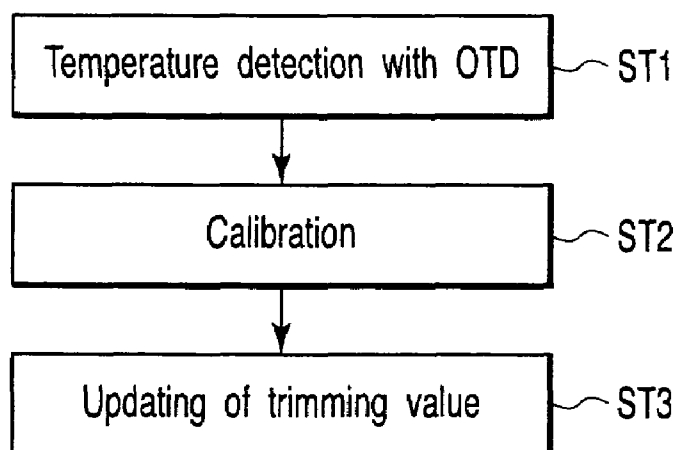 Temperature detection with OTD ST1
Calibration ST2
Updating of trimming value ST3